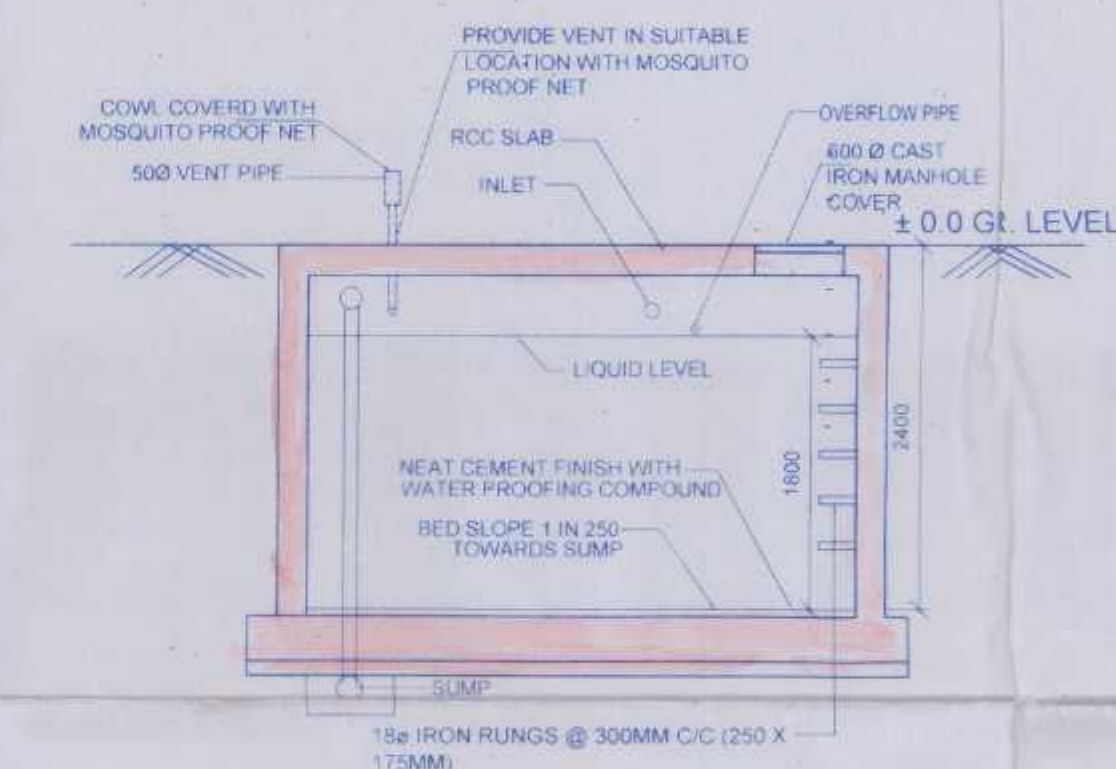 PROVIDE VENT IN SUITABLE
LOCATION WITH MOSQUITO
PROOF NET
COWL COVERD WITH
MOSQUITO PROOF NET
50Ø VENT PIPE
RCC SLAB
INLET
OVERFLOW PIPE
600 Ø CAST
IRON MANHOLE
COVER
± 0.0 GR. LEVEL
LIQUID LEVEL
NEAT CEMENT FINISH WITH
WATER PROOFING COMPOUND
BED SLOPE 1 IN 250
TOWARDS SUMP
1800
2400
SUMP
18ø IRON RUNGS @ 300MM C/C (250 X
175MM)